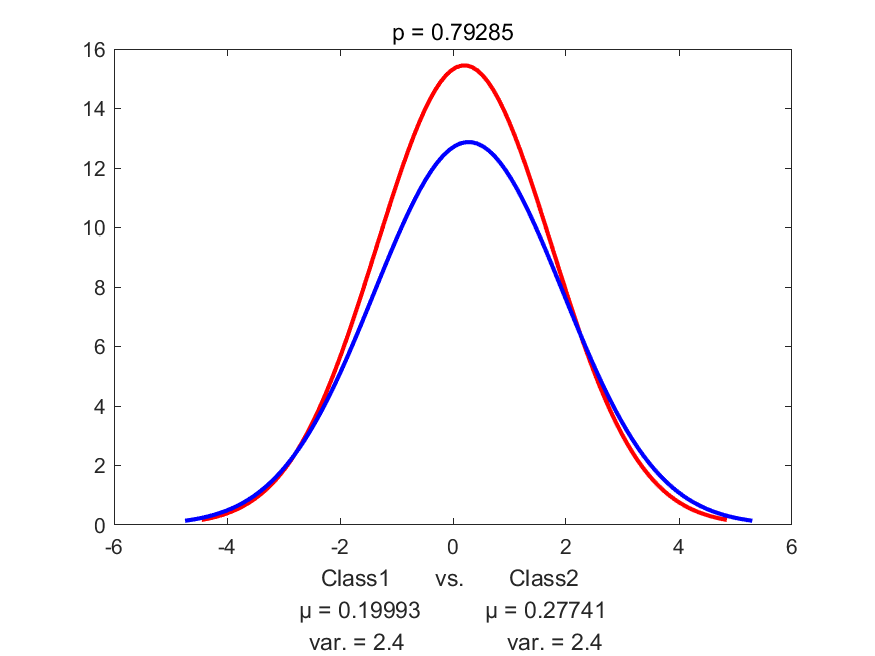 p = 0.79285
16
14
12
10
8
6
4
2
0
-6 -4 -2 0 2 4 6
Class1 vs. Class2
μ = 0.19993 μ = 0.27741
var. = 2.4 var. = 2.4